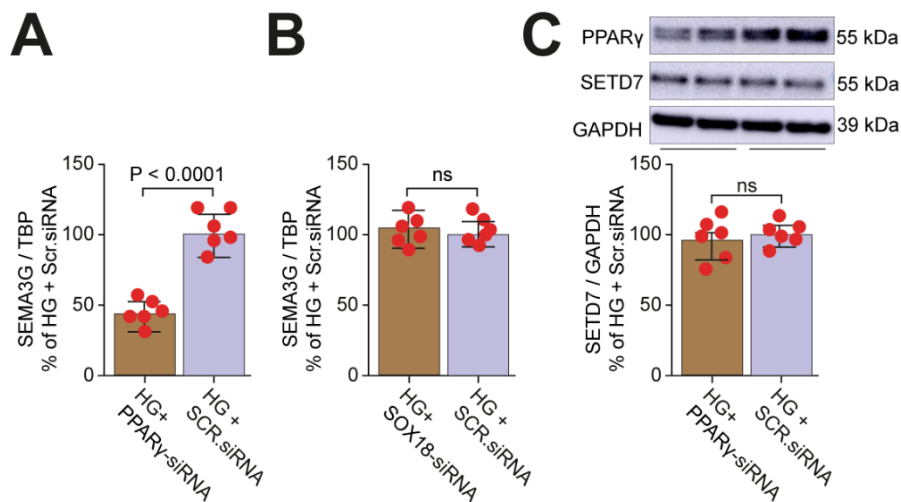 A
SEMA3G / TBP
% of HG + Scr.siRNA
150
100
50
0
P < 0.0001
HG+
PPARγ-siRNA
HG +
SCR.siRNA
B
SEMA3G / TBP
% of HG + Scr.siRNA
150
100
50
0
ns
HG+
SOX18-siRNA
HG +
SCR.siRNA
C
PPARγ 55 kDa
SETD7 55 kDa
GAPDH 39 kDa
SETD7 / GAPDH
% of HG + Scr.siRNA
150
100
50
0
ns
HG+
PPARγ-siRNA
HG +
SCR.siRNA